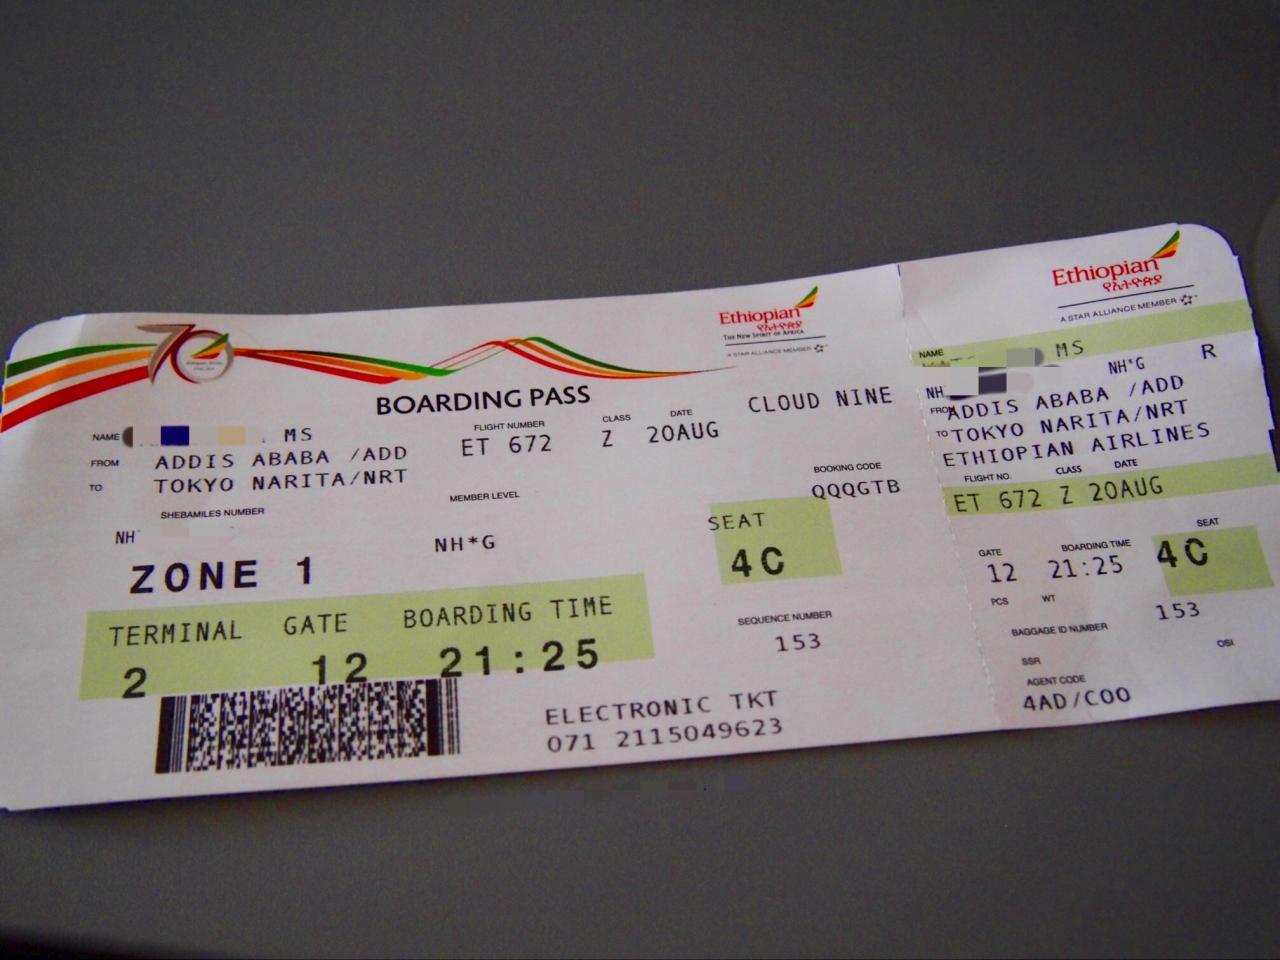 70
Ethiopian
የኢትዮጵያ
THE NEW SPIRIT OF AFRICA
A STAR ALLIANCE MEMBER
BOARDING PASS
CLOUD NINE
NAME MS
FLIGHT NUMBER CLASS DATE
ET 672 Z 20AUG
FROM ADDIS ABABA /ADD
TO TOKYO NARITA/NRT
BOOKING CODE
QQQGTB
SHEBAMILES NUMBER MEMBER LEVEL
NH NH*G
ZONE 1
SEAT
4C
TERMINAL GATE BOARDING TIME
2 12 21:25
SEQUENCE NUMBER
153
ELECTRONIC TKT
071 2115049623
Ethiopian
የኢትዮጵያ
A STAR ALLIANCE MEMBER
NAME MS
NH NH*G R
FROM ADDIS ABABA /ADD
TO TOKYO NARITA/NRT
ETHIOPIAN AIRLINES
FLIGHT NO. CLASS DATE
ET 672 Z 20AUG
GATE BOARDING TIME SEAT
12 21:25 4C
PCS WT
153
BAGGAGE ID NUMBER
SSR OSI
AGENT CODE
4AD/COO